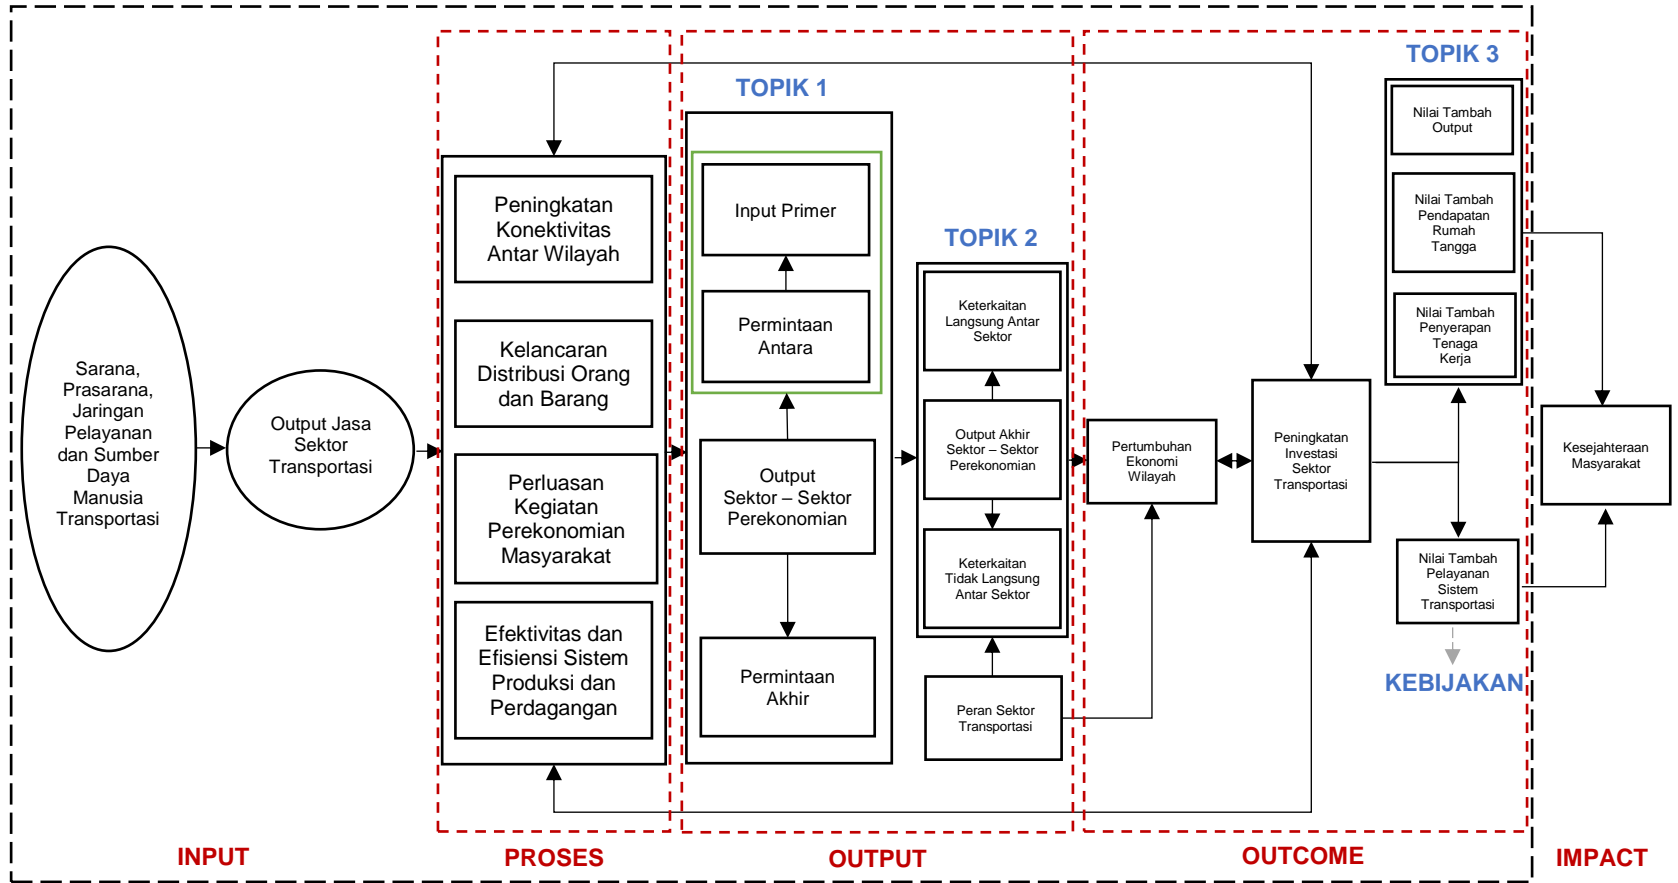 Sarana,
Prasarana,
Jaringan
Pelayanan
dan Sumber
Daya
Manusia
Transportasi
Output Jasa
Sektor
Transportasi
Peningkatan
Konektivitas
Antar Wilayah
Kelancaran
Distribusi Orang
dan Barang
Perluasan
Kegiatan
Perekonomian
Masyarakat
Efektivitas dan
Efisiensi Sistem
Produksi dan
Perdagangan
TOPIK 1
Input Primer
Permintaan
Antara
Output
Sektor – Sektor
Perekonomian
Permintaan
Akhir
TOPIK 2
Keterkaitan
Langsung Antar
Sektor
Output Akhir
Sektor – Sektor
Perekonomian
Keterkaitan
Tidak Langsung
Antar Sektor
Peran Sektor
Transportasi
Pertumbuhan
Ekonomi
Wilayah
Peningkatan
Investasi
Sektor
Transportasi
TOPIK 3
Nilai Tambah
Output
Nilai Tambah
Pendapatan
Rumah
Tangga
Nilai Tambah
Penyerapan
Tenaga
Kerja
Nilai Tambah
Pelayanan
Sistem
Transportasi
KEBIJAKAN
Kesejahteraan
Masyarakat
INPUT
PROSES
OUTPUT
OUTCOME
IMPACT